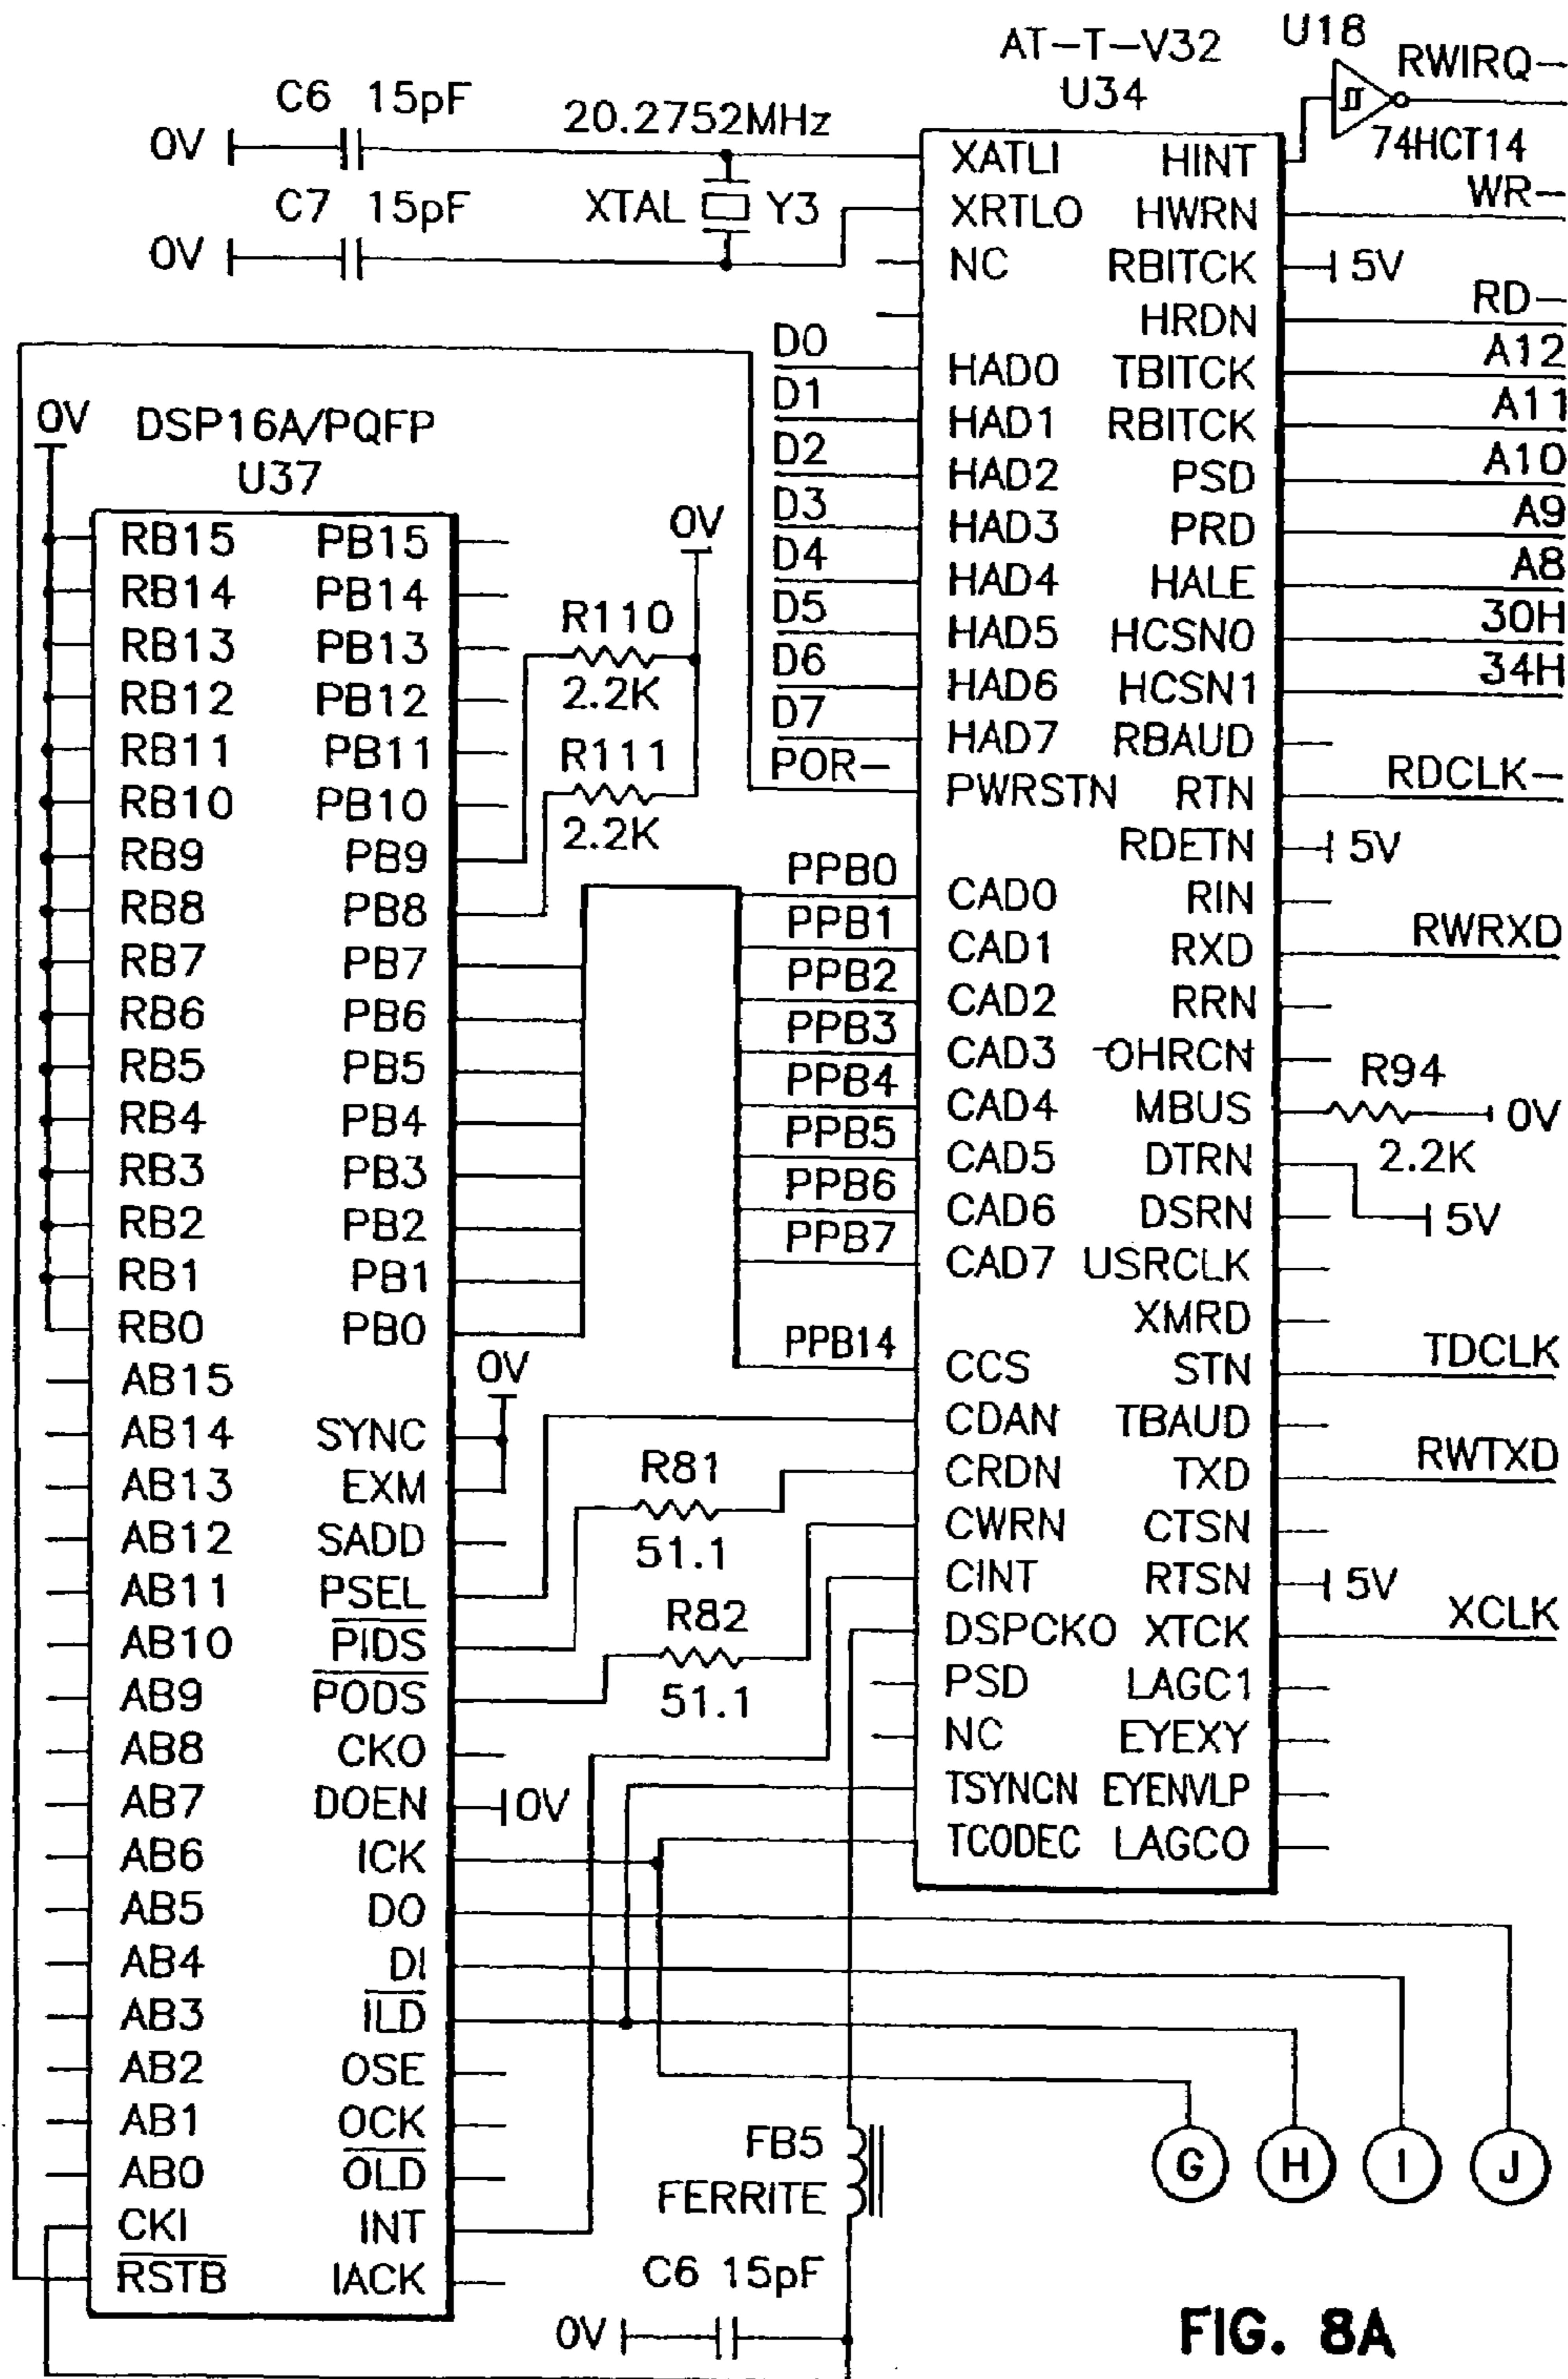 AT-T-V32
U34
U18
RWIRQ-
74HCT14
C6 15pF
0V
20.2752MHz
C7 15pF
0V
XTAL Y3
XATLI HINT
XRTLO HWRN WR-
NC RBITCK 5V
HRDN RD-
D0 HAD0 TBITCK A12
D1 HAD1 RBITCK A11
D2 HAD2 PSD A10
D3 HAD3 PRD A9
D4 HAD4 HALE A8
D5 HAD5 HCSN0 30H
D6 HAD6 HCSN1 34H
D7 HAD7 RBAUD
POR- PWRSTN RTN RDCLK-
RDETN 5V
PPB0 CAD0 RIN
PPB1 CAD1 RXD RWRXD
PPB2 CAD2 RRN
PPB3 CAD3 OHRCN
PPB4 CAD4 MBUS R94 2.2K 0V
PPB5 CAD5 DTRN
PPB6 CAD6 DSRN 5V
PPB7 CAD7 USRCLK
XMRD
PPB14 CCS STN TDCLK
CDAN TBAUD
CRDN TXD RWTXD
CWRN CTSN
CINT RTSN 5V
DSPCKO XTCK XCLK
PSD LAGC1
NC EYEXY
TSYNCN EYENVLP
TCODEC LAGCO
0V
DSP16A/PQFP
U37
RB15 PB15
RB14 PB14
RB13 PB13
RB12 PB12
RB11 PB11
RB10 PB10
RB9 PB9
RB8 PB8
RB7 PB7
RB6 PB6
RB5 PB5
RB4 PB4
RB3 PB3
RB2 PB2
RB1 PB1
RB0 PB0
AB15
AB14 SYNC
AB13 EXM
AB12 SADD
AB11 PSEL
AB10 PIDS
AB9 PODS
AB8 CKO
AB7 DOEN 0V
AB6 ICK
AB5 DO
AB4 DI
AB3 ILD
AB2 OSE
AB1 OCK
AB0 OLD
CKI INT
RSTB IACK
0V
R110
2.2K
R111
2.2K
0V
R81
51.1
R82
51.1
FB5
FERRITE
C6 15pF
0V
G H I J
FIG. 8A